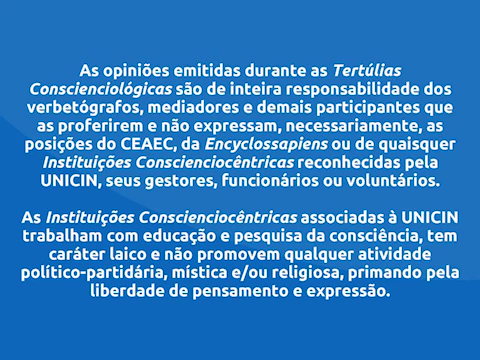 As opiniões emitidas durante as Tertúlias
Conscienciológicas são de inteira responsabilidade dos
verbetógrafos, mediadores e demais participantes que
as proferirem e não expressam, necessariamente, as
posições do CEAEC, da Encyclossapiens ou de quaisquer
Instituições Conscienciocêntricas reconhecidas pela
UNICIN, seus gestores, funcionários ou voluntários.
As Instituições Conscienciocêntricas associadas à UNICIN
trabalham com educação e pesquisa da consciência, tem
caráter laico e não promovem qualquer atividade
político-partidária, mística e/ou religiosa, primando pela
liberdade de pensamento e expressão.